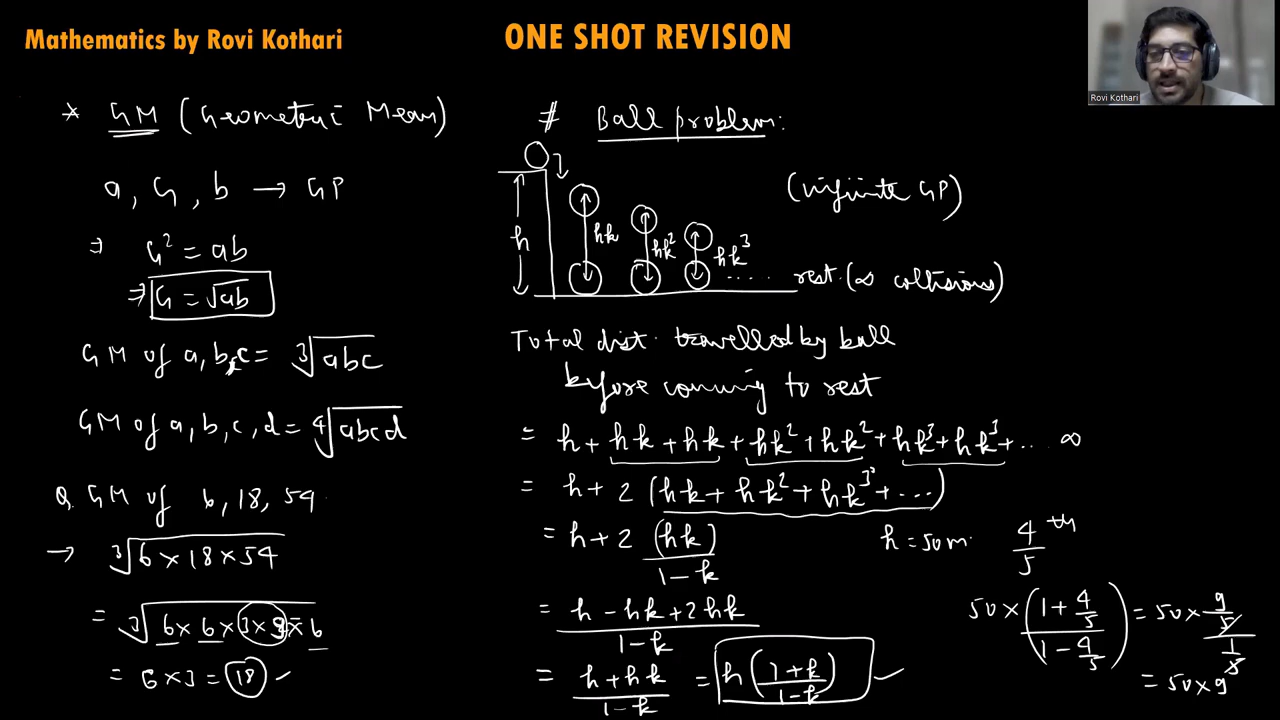 Mathematics by Rovi Kothari
ONE SHOT REVISION
Rovi Kothari
* GM (Geometric Mean)
a, G, b → GP
⇒ G² = ab
⇒ G = √ab
GM of a, b, c = ∛abc
GM of a, b, c, d = ∜abcd
Q. GM of 6, 18, 54
→ ∛6 × 18 × 54
= ∛6 × 6 × 3 × 9 × 6
= 6 × 3 = 18 ✓
# Ball problem:
(infinite GP)
h
hk
hk²
hk³
.... rest (∞ collisions)
Total dist. travelled by ball
before coming to rest
= h + hk + hk + hk² + hk² + hk³ + hk³ + ... ∞
= h + 2 (hk + hk² + hk³ + ...)
= h + 2 (hk) / 1 - k
= h - hk + 2hk / 1 - k
= h + hk / 1 - k = h (1 + k / 1 - k) ✓
h = 50m. 4/5 th
50 × (1 + 4/5 / 1 - 4/5) = 50 × 9/5 / 1/5
= 50 × 9